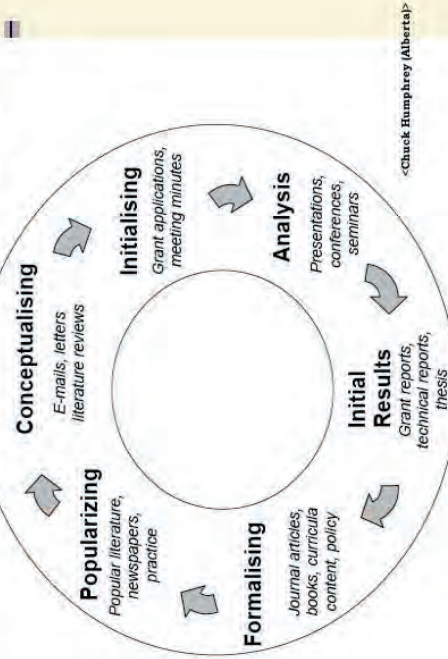 Conceptualising
E-mails, letters
literature reviews
Initialising
Grant applications,
meeting minutes
Analysis
Presentations,
conferences,
seminars
Initial
Results
Grant reports,
technical reports,
thesis
Formalising
Journal articles,
books, curricula
content, policy
Popularizing
Popular literature,
newspapers,
practice
<Chuck Humphrey (Alberta)>